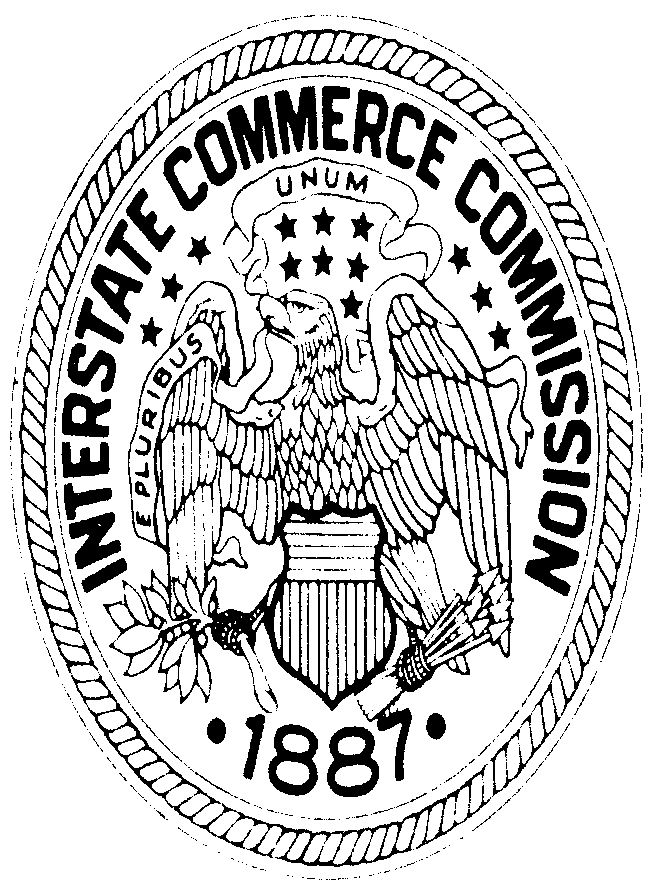 INTERSTATE COMMERCE COMMISSION
E PLURIBUS
UNUM
•1887•